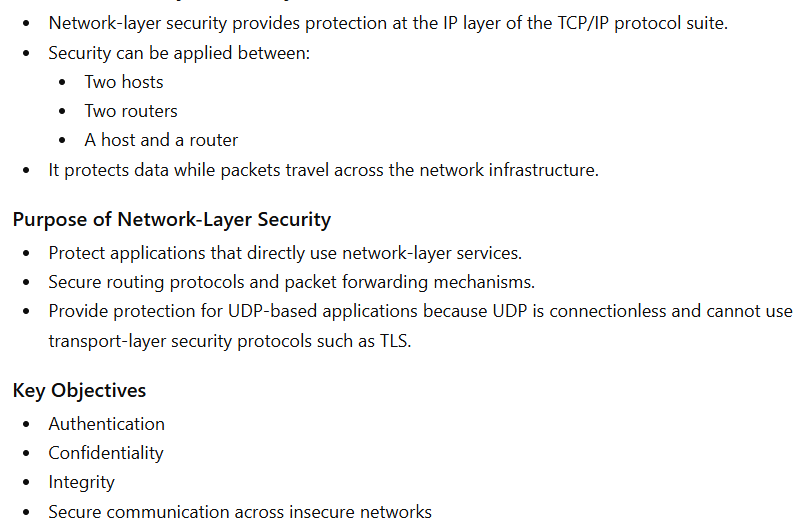 • Network-layer security provides protection at the IP layer of the TCP/IP protocol suite.
• Security can be applied between:
• Two hosts
• Two routers
• A host and a router
• It protects data while packets travel across the network infrastructure.
Purpose of Network-Layer Security
• Protect applications that directly use network-layer services.
• Secure routing protocols and packet forwarding mechanisms.
• Provide protection for UDP-based applications because UDP is connectionless and cannot use
transport-layer security protocols such as TLS.
Key Objectives
• Authentication
• Confidentiality
• Integrity
• Secure communication across insecure networks